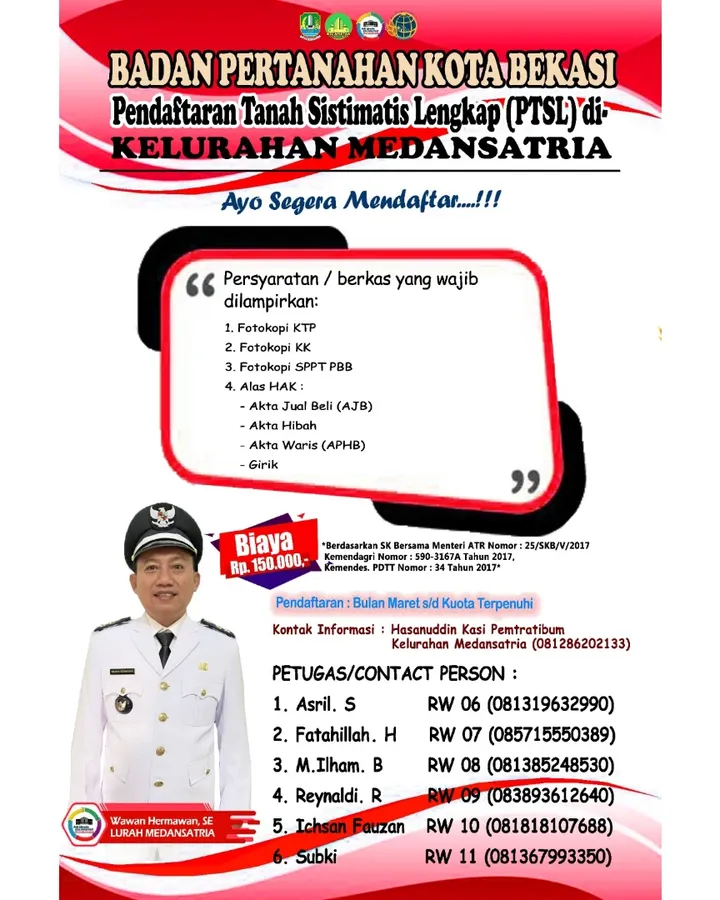 BADAN PERTANAHAN KOTA BEKASI
Pendaftaran Tanah Sistimatis Lengkap (PTSL) di-
KELURAHAN MEDANSATRIA
Ayo Segera Mendaftar....!!!
“ Persyaratan / berkas yang wajib
dilampirkan:
1. Fotokopi KTP
2. Fotokopi KK
3. Fotokopi SPPT PBB
4. Alas HAK :
- Akta Jual Beli (AJB)
- Akta Hibah
- Akta Waris (APHB)
- Girik
”
Biaya
Rp. 150.000,-
*Berdasarkan SK Bersama Menteri ATR Nomor : 25/SKB/V/2017
Kemendagri Nomor : 590-3167A Tahun 2017,
Kemendes. PDTT Nomor : 34 Tahun 2017*
Pendaftaran : Bulan Maret s/d Kuota Terpenuhi
Kontak Informasi : Hasanuddin Kasi Pemtratibum
Kelurahan Medansatria (081286202133)
PETUGAS/CONTACT PERSON :
1. Asril. S RW 06 (081319632990)
2. Fatahillah. H RW 07 (085715550389)
3. M.Ilham. B RW 08 (081385248530)
4. Reynaldi. R RW 09 (083893612640)
5. Ichsan Fauzan RW 10 (081818107688)
6. Subki RW 11 (081367993350)
Wawan Hermawan, SE
LURAH MEDANSATRIA